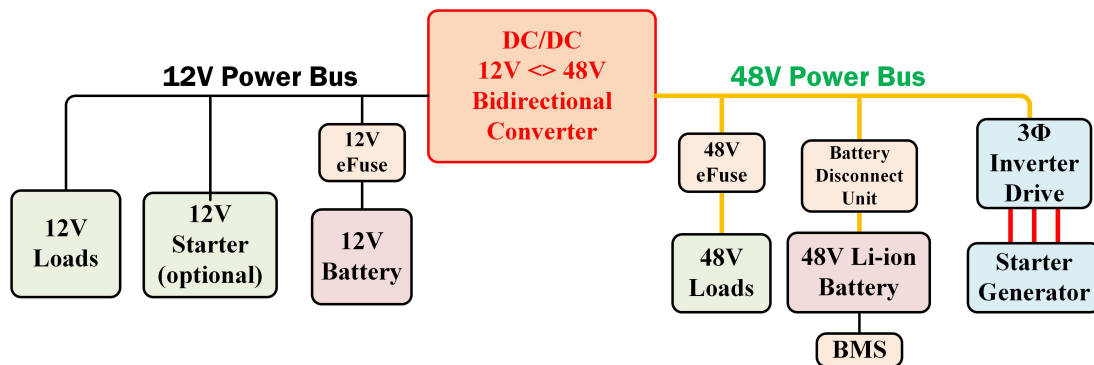 DC/DC
12V <> 48V
Bidirectional
Converter
12V Power Bus
48V Power Bus
12V
eFuse
48V
eFuse
Battery
Disconnect
Unit
3Φ
Inverter
Drive
12V
Loads
12V
Starter
(optional)
12V
Battery
48V
Loads
48V Li-ion
Battery
Starter
Generator
BMS